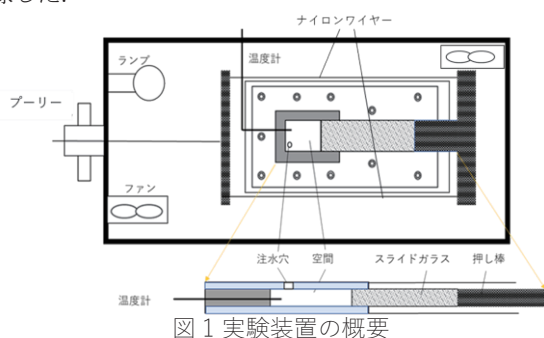 ナイロンワイヤー
ランプ
温度計
プーリー
ファン
注水穴
空間
スライドガラス
押し棒
温度計
図1実験装置の概要